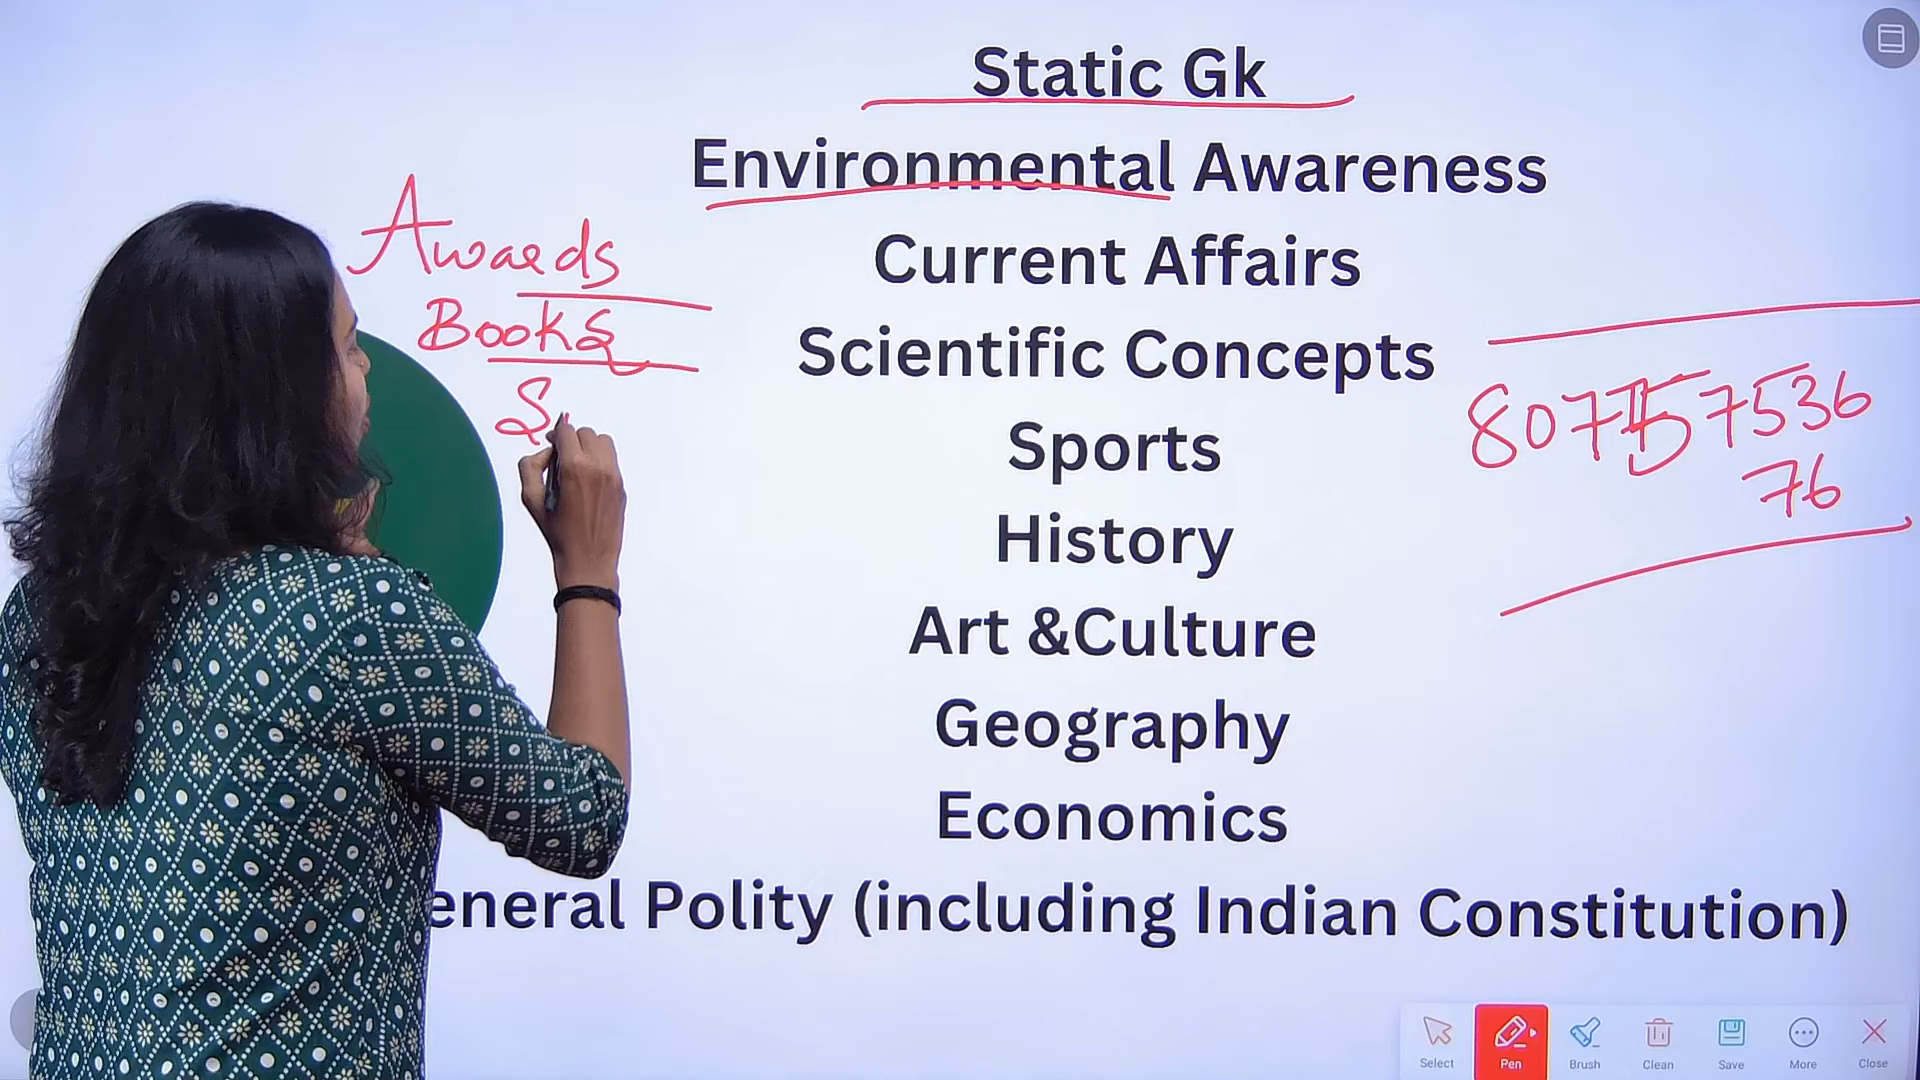 Static Gk
Environmental Awareness
Awards
Current Affairs
Books
Scientific Concepts
S
Sports
7536
76
History
Art &Culture
Geography
Economics
eneral Polity (including Indian Constitution)
Select Pen Brush Clean Save More Close